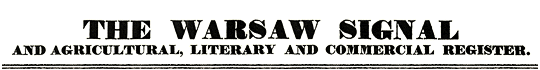 THE WARSAW SIGNAL
AND AGRICULTURAL, LITERARY AND COMMERCIAL REGISTER.